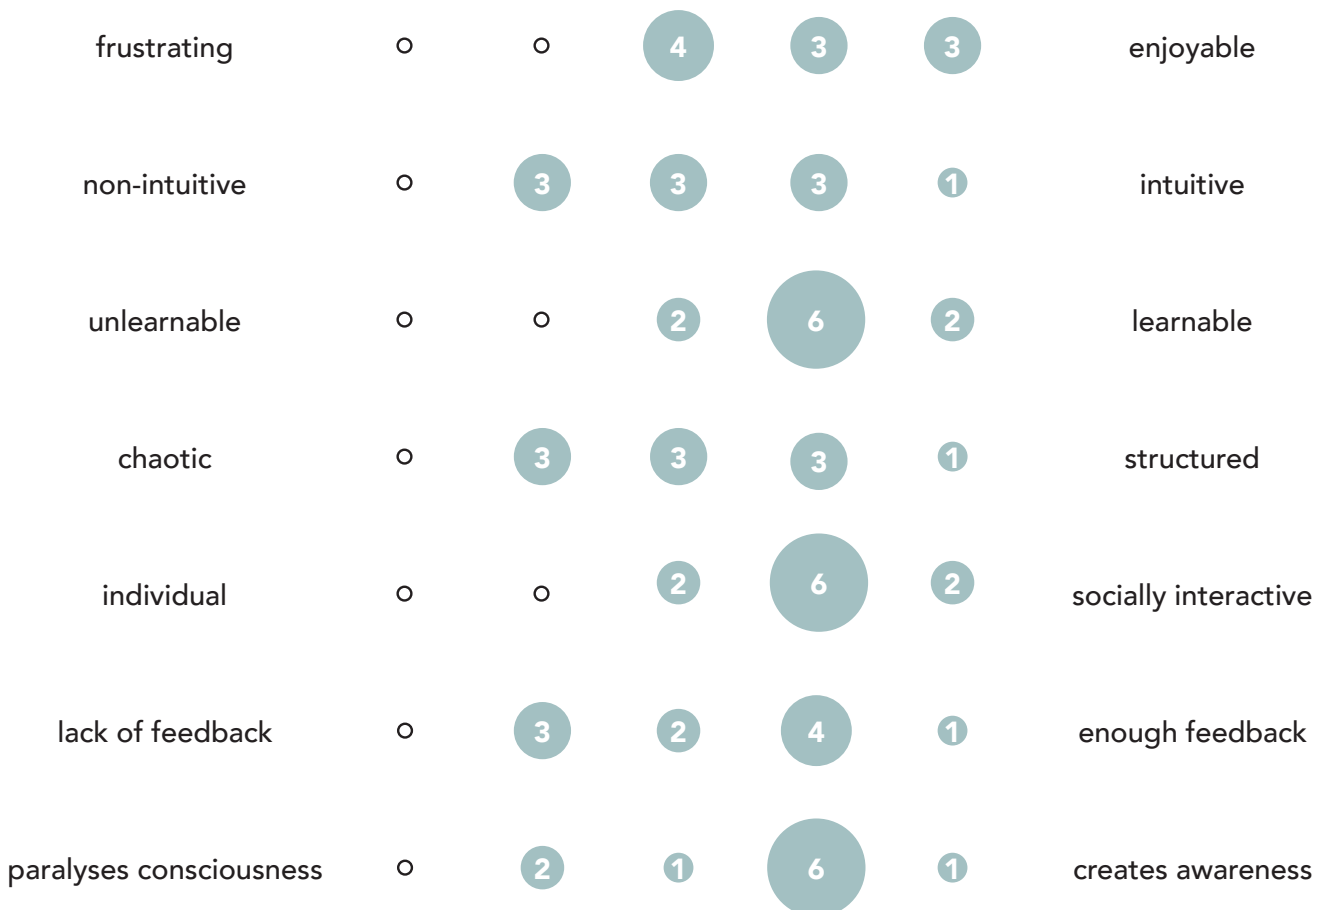 frustrating 4 3 3 enjoyable
non-intuitive 3 3 3 1 intuitive
unlearnable 2 6 2 learnable
chaotic 3 3 3 1 structured
individual 2 6 2 socially interactive
lack of feedback 3 2 4 1 enough feedback
paralyses consciousness 2 1 6 1 creates awareness